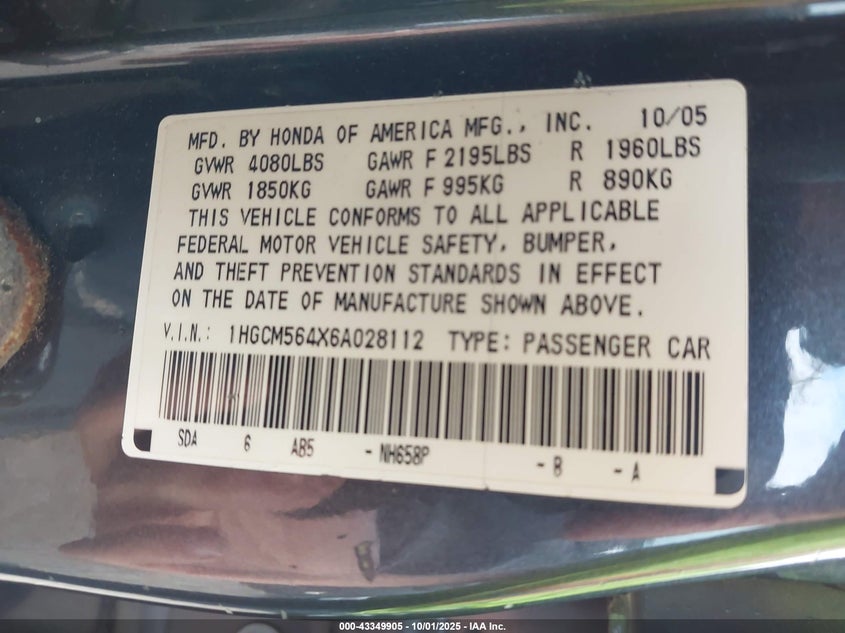 MFD. BY HONDA OF AMERICA MFG., INC. 10/05
GVWR 4080LBS GAWR F 2195LBS R 1960LBS
GVWR 1850KG GAWR F 995KG R 890KG
THIS VEHICLE CONFORMS TO ALL APPLICABLE
FEDERAL MOTOR VEHICLE SAFETY, BUMPER,
AND THEFT PREVENTION STANDARDS IN EFFECT
ON THE DATE OF MANUFACTURE SHOWN ABOVE.
V.I.N.: 1HGCM564X6A028112 TYPE: PASSENGER CAR
SDA 6 AB5 - NH658P - B - A
000-43349905 - 10/01/2025 - IAA Inc.